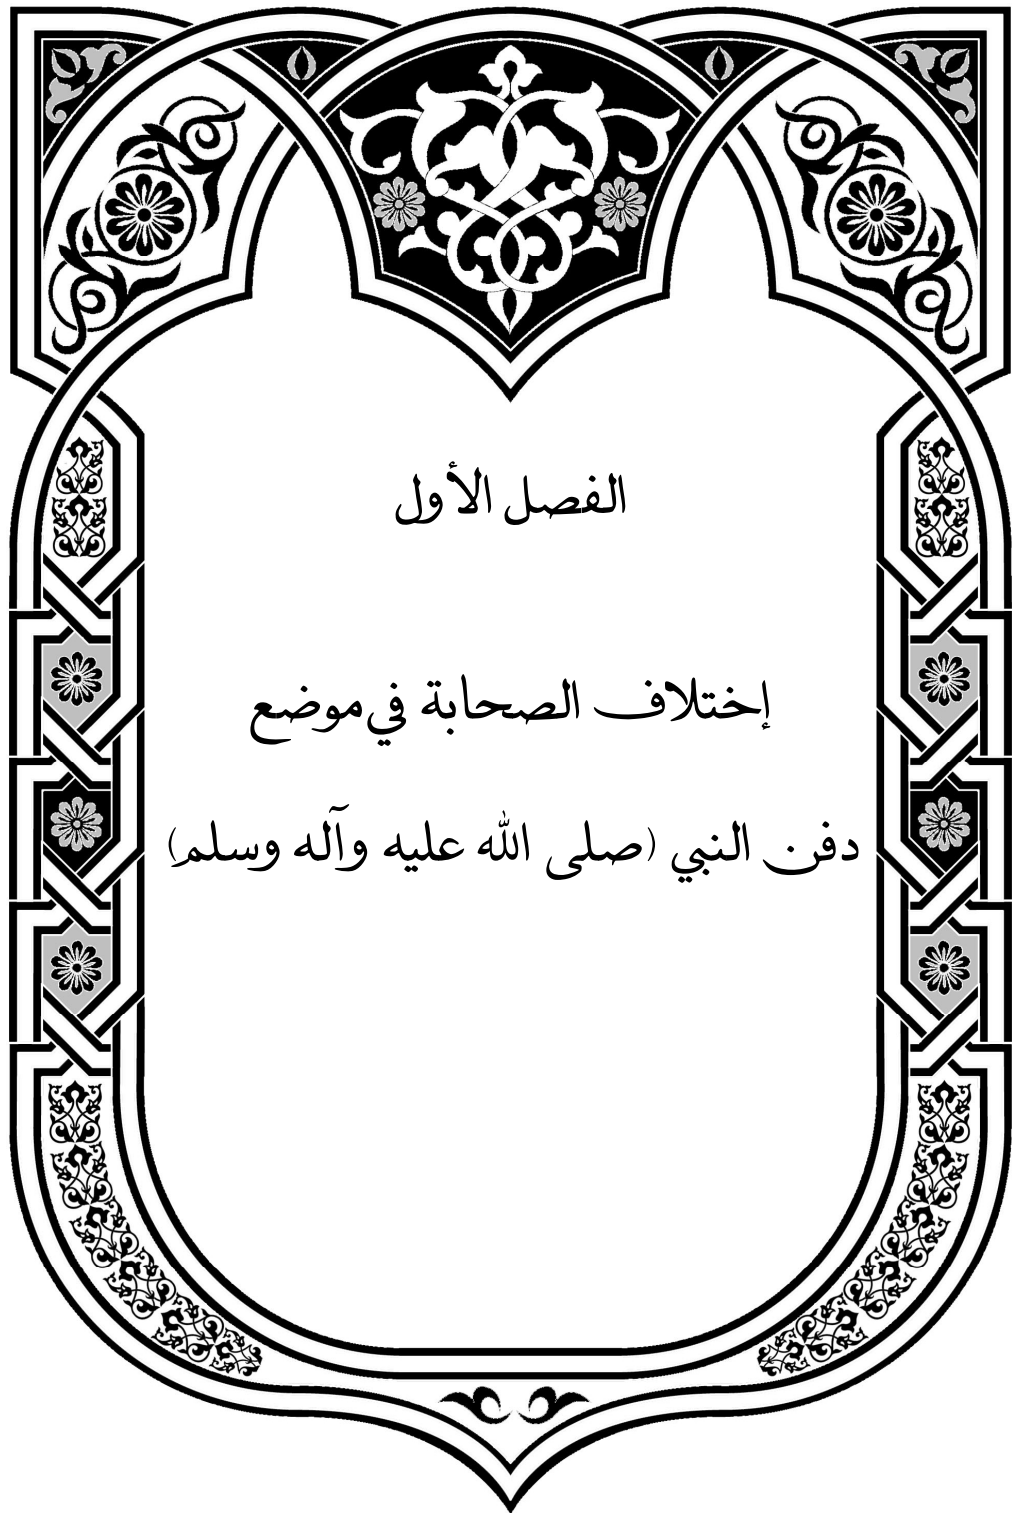 الفصل الأول
إختلاف الصحابة في موضع
دفن النبي (صلى الله عليه وآله وسلم)